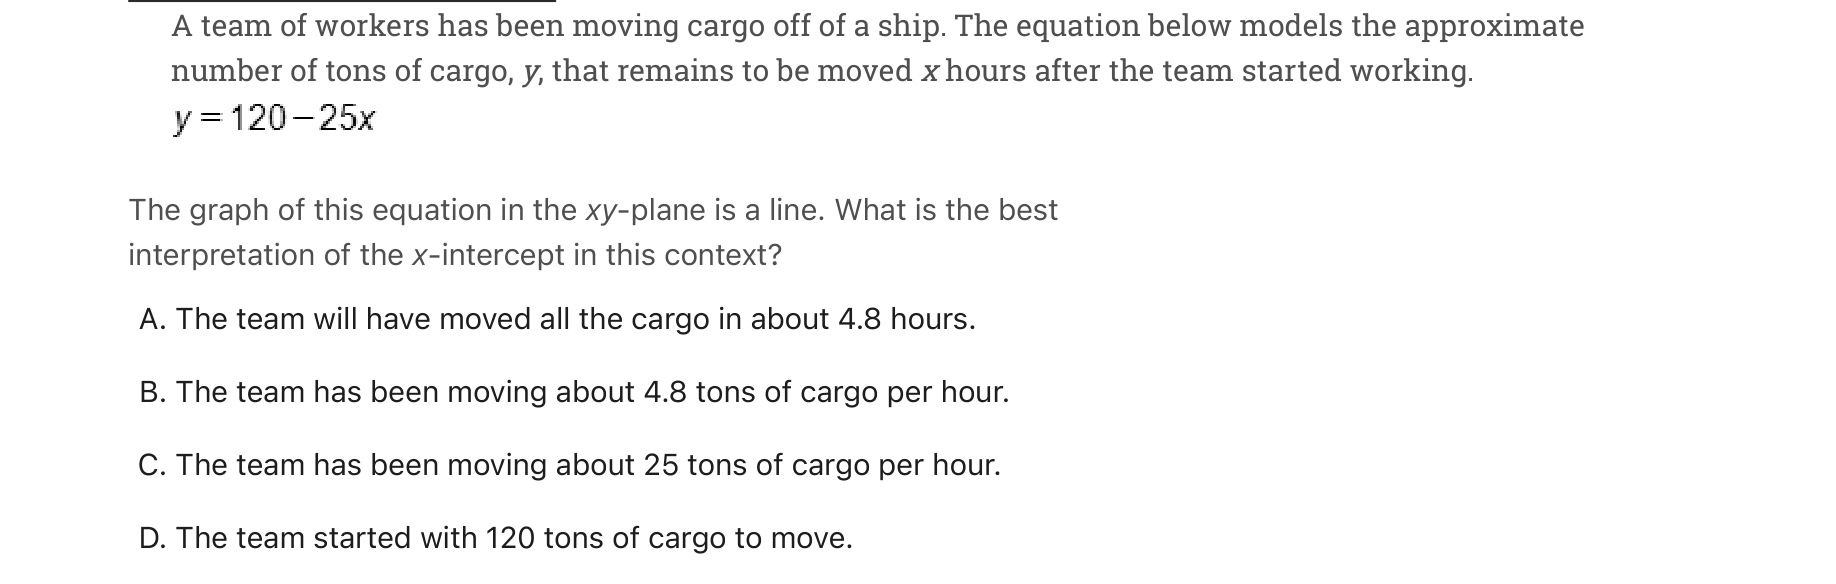 A team of workers has been moving cargo off of a ship. The equation below models the approximate
number of tons of cargo, y, that remains to be moved x hours after the team started working.
y = 120 − 25x
The graph of this equation in the xy-plane is a line. What is the best
interpretation of the x-intercept in this context?
A. The team will have moved all the cargo in about 4.8 hours.
B. The team has been moving about 4.8 tons of cargo per hour.
C. The team has been moving about 25 tons of cargo per hour.
D. The team started with 120 tons of cargo to move.